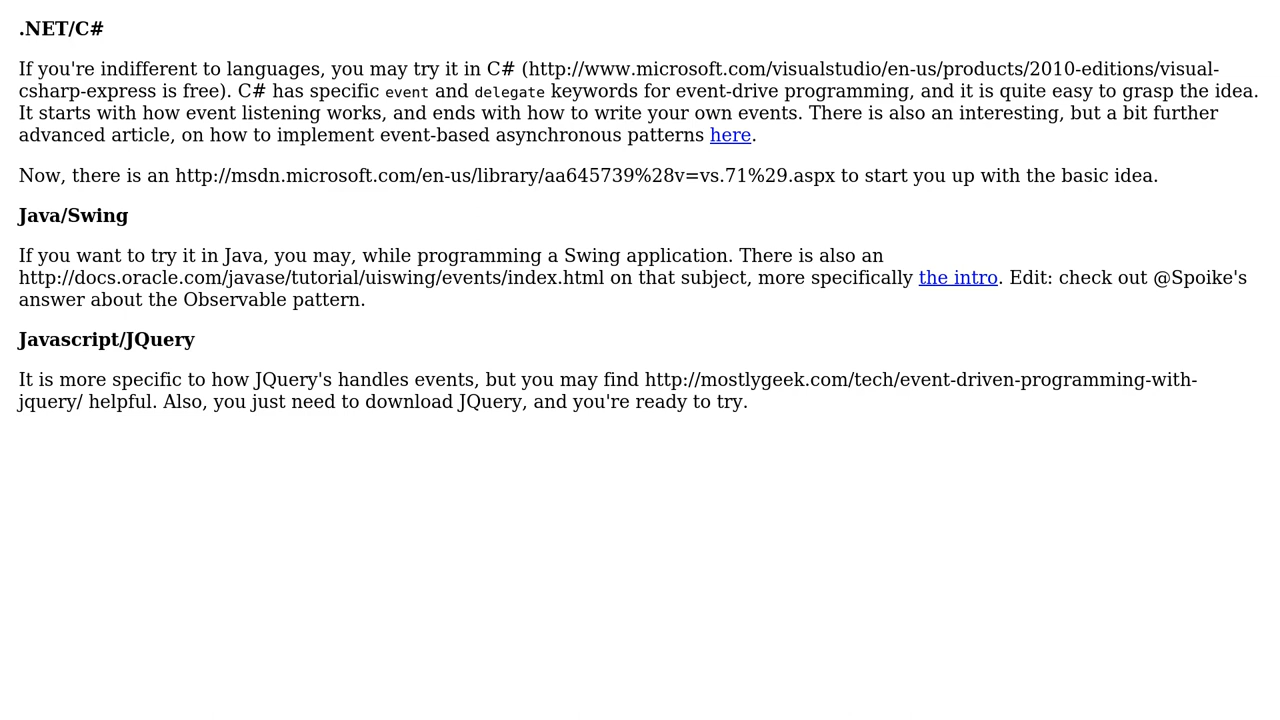 .NET/C#
If you're indifferent to languages, you may try it in C# (http://www.microsoft.com/visualstudio/en-us/products/2010-editions/visual-
csharp-express is free). C# has specific event and delegate keywords for event-drive programming, and it is quite easy to grasp the idea.
It starts with how event listening works, and ends with how to write your own events. There is also an interesting, but a bit further
advanced article, on how to implement event-based asynchronous patterns here.
Now, there is an http://msdn.microsoft.com/en-us/library/aa645739%28v=vs.71%29.aspx to start you up with the basic idea.
Java/Swing
If you want to try it in Java, you may, while programming a Swing application. There is also an
http://docs.oracle.com/javase/tutorial/uiswing/events/index.html on that subject, more specifically the intro. Edit: check out @Spoike's
answer about the Observable pattern.
Javascript/JQuery
It is more specific to how JQuery's handles events, but you may find http://mostlygeek.com/tech/event-driven-programming-with-
jquery/ helpful. Also, you just need to download JQuery, and you're ready to try.